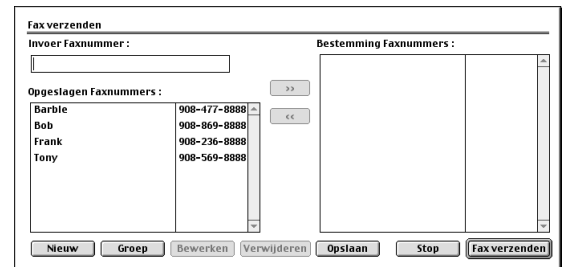 Fax verzenden
Invoer Faxnummer :
Bestemming Faxnummers :
>>
Opgeslagen Faxnummers :
<<
Barble 908-477-8888
Bob 908-869-8888
Frank 908-236-8888
Tony 908-569-8888
Nieuw Groep Bewerken Verwijderen Opslaan Stop Fax verzenden